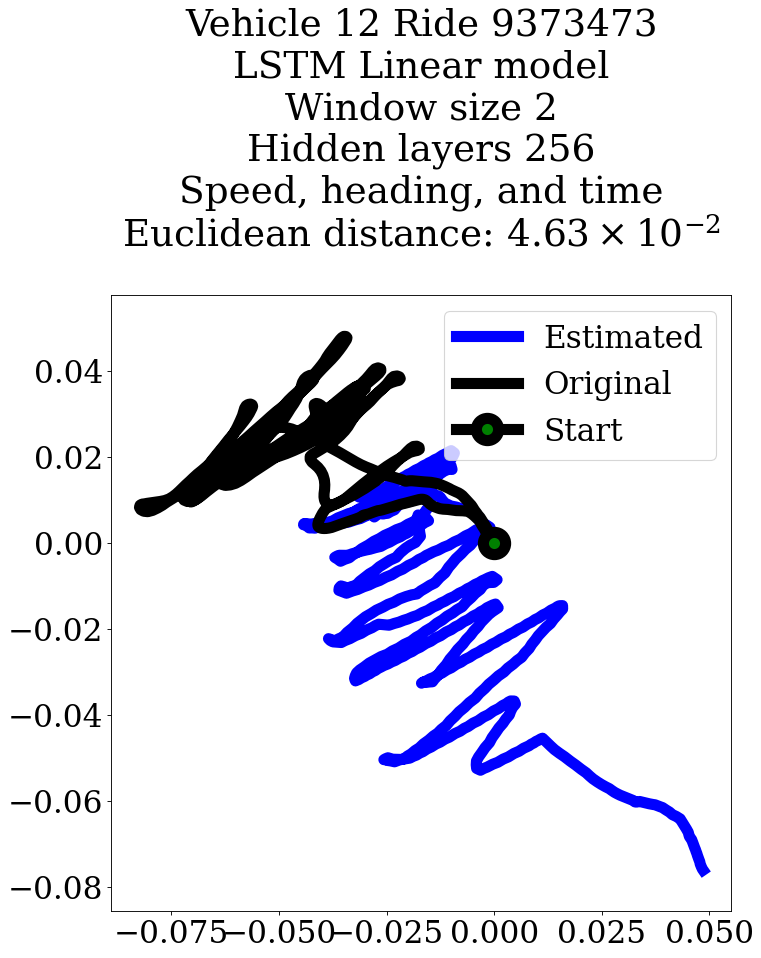 Vehicle 12 Ride 9373473
LSTM Linear model
Window size 2
Hidden layers 256
Speed, heading, and time
Euclidean distance: 4.63 × 10⁻²
Estimated
Original
Start
0.04
0.02
0.00
−0.02
−0.04
−0.06
−0.08
−0.075 −0.050 −0.025 0.000 0.025 0.050